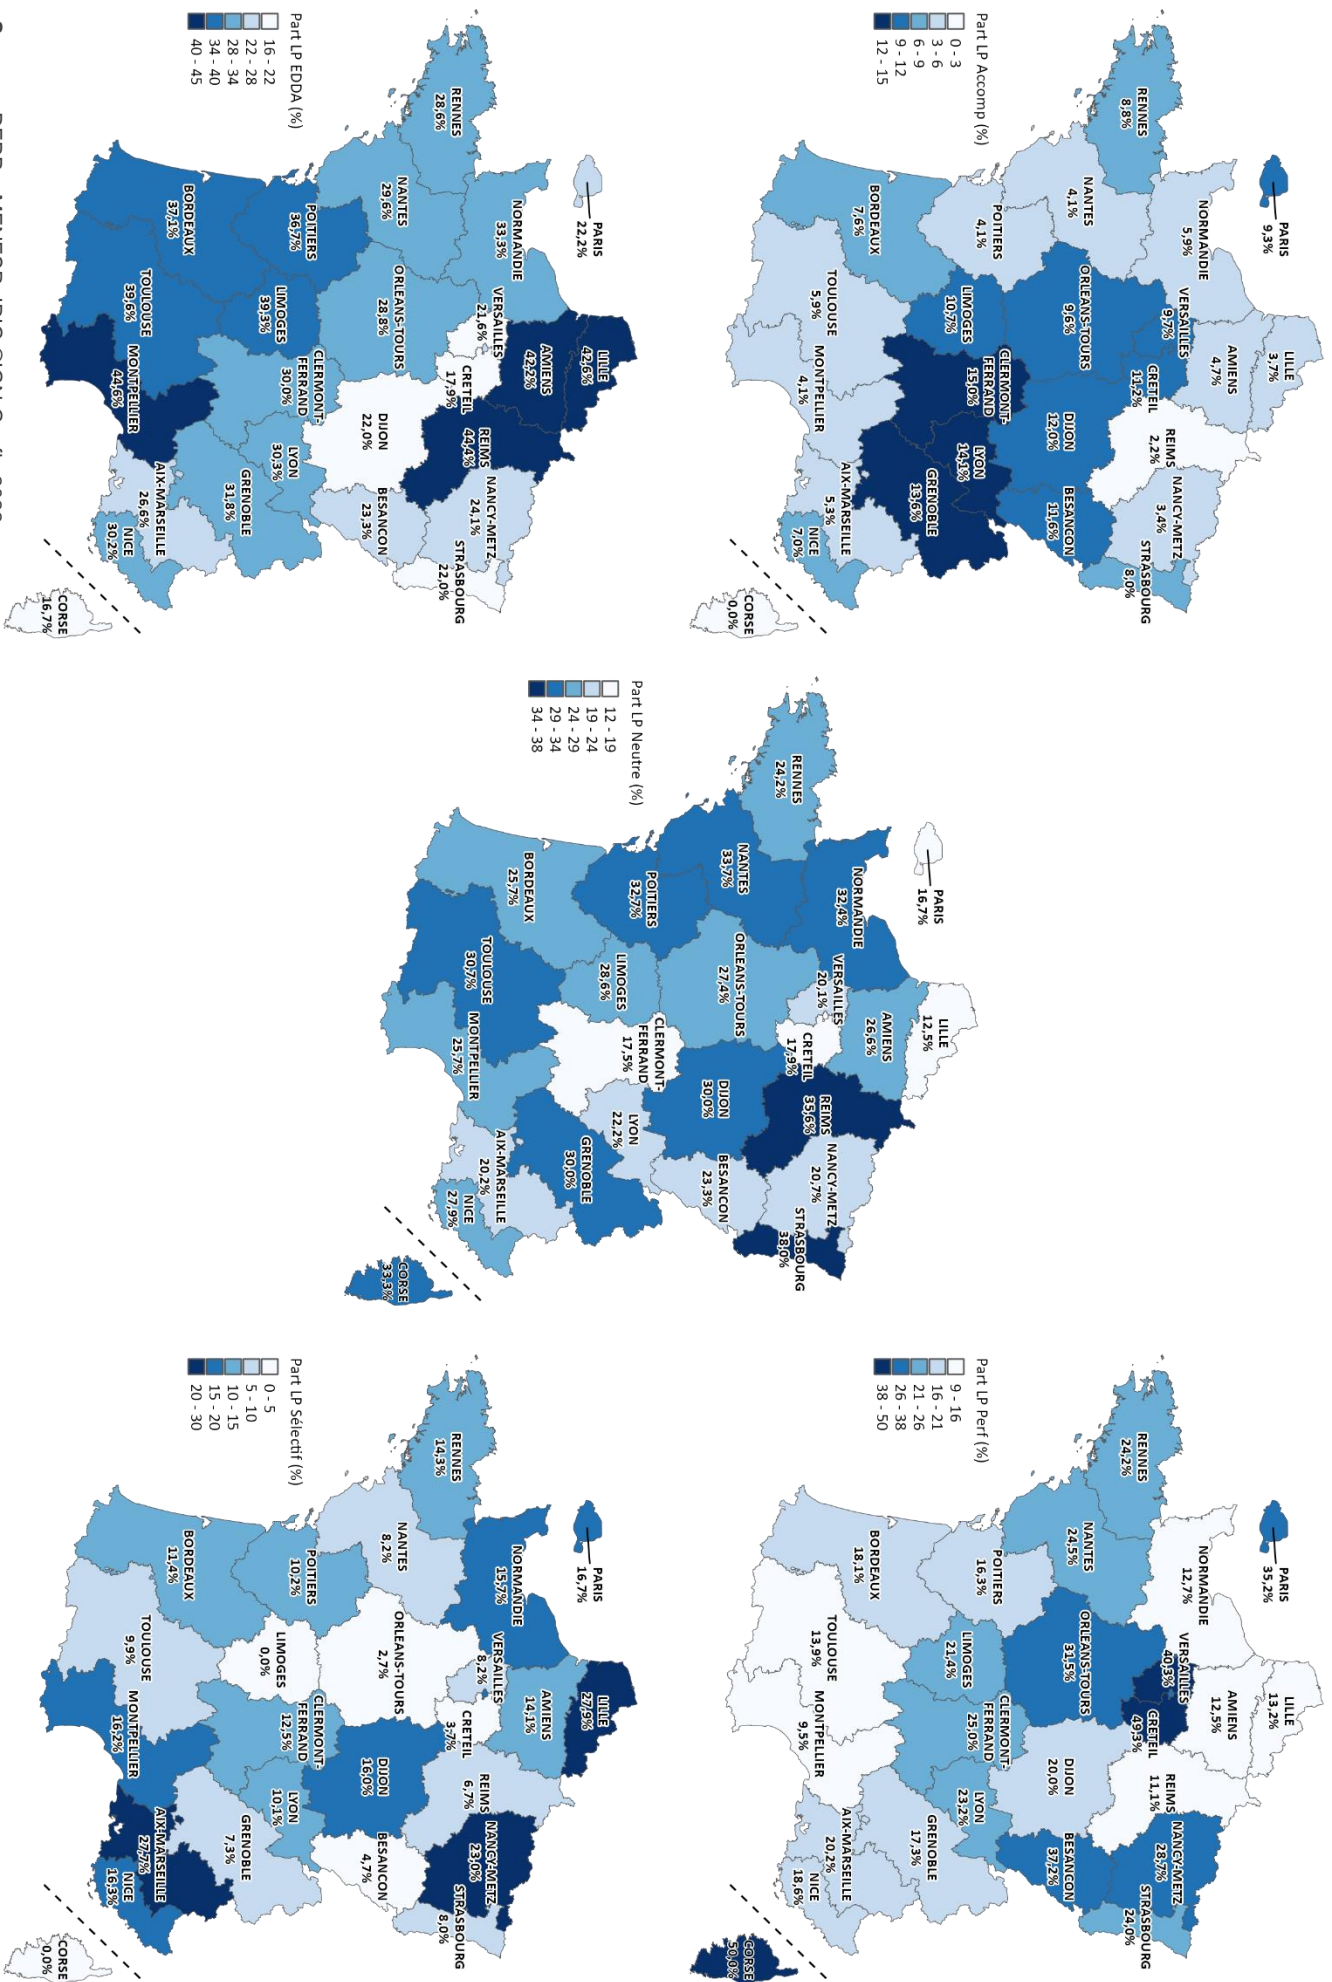 Part LP Accomp (%)
0 - 3
3 - 6
6 - 9
9 - 12
12 - 15
PARIS
9,3%
LILLE
3,7%
AMIENS
4,7%
NORMANDIE
5,9%
VERSAILLES
9,7%
CRETEIL
11,2%
REIMS
2,2%
NANCY-METZ
3,4%
STRASBOURG
8,0%
RENNES
8,8%
NANTES
4,1%
ORLEANS-TOURS
9,6%
DIJON
12,0%
BESANCON
11,6%
POITIERS
4,1%
LIMOGES
10,7%
CLERMONT-
FERRAND
15,0%
LYON
14,1%
GRENOBLE
13,6%
BORDEAUX
7,6%
TOULOUSE
5,9%
MONTPELLIER
4,1%
AIX-MARSEILLE
5,3%
NICE
7,0%
CORSE
0,0%
Part LP Perf (%)
9 - 16
16 - 21
21 - 26
26 - 38
38 - 50
PARIS
35,2%
LILLE
13,2%
AMIENS
12,5%
NORMANDIE
12,7%
VERSAILLES
40,3%
CRETEIL
49,3%
REIMS
11,1%
NANCY-METZ
28,7%
STRASBOURG
24,0%
RENNES
24,2%
NANTES
24,5%
ORLEANS-TOURS
31,5%
DIJON
20,0%
BESANCON
37,2%
POITIERS
16,3%
LIMOGES
21,4%
CLERMONT-
FERRAND
25,0%
LYON
23,2%
GRENOBLE
17,3%
BORDEAUX
18,1%
TOULOUSE
13,9%
MONTPELLIER
9,5%
AIX-MARSEILLE
20,2%
NICE
18,6%
CORSE
50,0%
Part LP Neutre (%)
12 - 19
19 - 24
24 - 29
29 - 34
34 - 38
PARIS
16,7%
LILLE
12,5%
AMIENS
26,6%
NORMANDIE
32,4%
VERSAILLES
20,1%
CRETEIL
17,9%
REIMS
35,6%
NANCY-METZ
20,7%
STRASBOURG
38,0%
RENNES
24,2%
NANTES
33,7%
ORLEANS-TOURS
27,4%
DIJON
30,0%
BESANCON
23,3%
POITIERS
32,7%
LIMOGES
28,6%
CLERMONT-
FERRAND
17,5%
LYON
22,2%
GRENOBLE
30,0%
BORDEAUX
25,7%
TOULOUSE
30,7%
MONTPELLIER
25,7%
AIX-MARSEILLE
20,2%
NICE
27,9%
CORSE
33,3%
Part LP EDDA (%)
16 - 22
22 - 28
28 - 34
34 - 40
40 - 45
PARIS
22,2%
LILLE
42,6%
AMIENS
42,2%
NORMANDIE
33,3%
VERSAILLES
21,6%
CRETEIL
17,9%
REIMS
44,4%
NANCY-METZ
24,1%
STRASBOURG
22,0%
RENNES
28,6%
NANTES
29,6%
ORLEANS-TOURS
28,8%
DIJON
22,0%
BESANCON
23,3%
POITIERS
36,7%
LIMOGES
39,3%
CLERMONT-
FERRAND
30,0%
LYON
30,3%
GRENOBLE
31,8%
BORDEAUX
37,1%
TOULOUSE
39,6%
MONTPELLIER
44,6%
AIX-MARSEILLE
26,6%
NICE
30,2%
CORSE
16,7%
Part LP Sélectif (%)
0 - 5
5 - 10
10 - 15
15 - 20
20 - 30
PARIS
16,7%
LILLE
27,9%
AMIENS
14,1%
NORMANDIE
15,7%
VERSAILLES
8,2%
CRETEIL
3,7%
REIMS
6,7%
NANCY-METZ
23,0%
STRASBOURG
8,0%
RENNES
14,3%
NANTES
8,2%
ORLEANS-TOURS
2,7%
DIJON
16,0%
BESANCON
4,7%
POITIERS
10,2%
LIMOGES
0,0%
CLERMONT-
FERRAND
12,5%
LYON
10,1%
GRENOBLE
7,3%
BORDEAUX
11,4%
TOULOUSE
9,9%
MONTPELLIER
16,2%
AIX-MARSEILLE
27,7%
NICE
16,3%
CORSE
0,0%